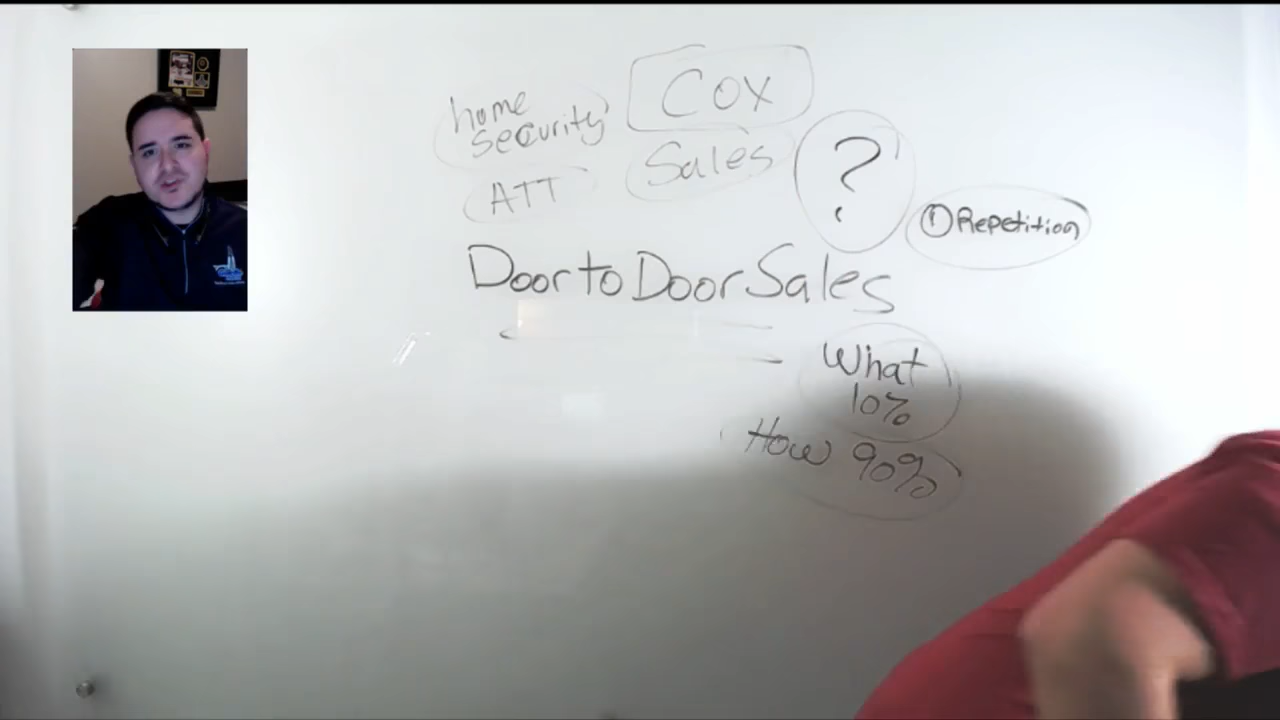 home
security
Cox
Sales
ATT
?
① Repetition
Door to Door Sales
What
10%
How 90%